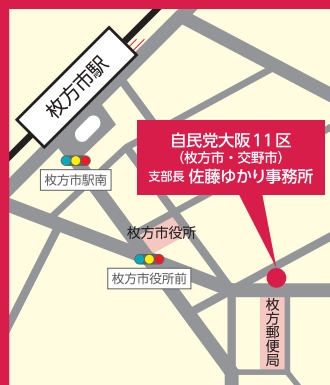 枚方市駅
自民党大阪11区
（枚方市・交野市）
支部長 佐藤ゆかり事務所
枚方市駅南
枚方市役所
枚方市役所前
枚方郵便局